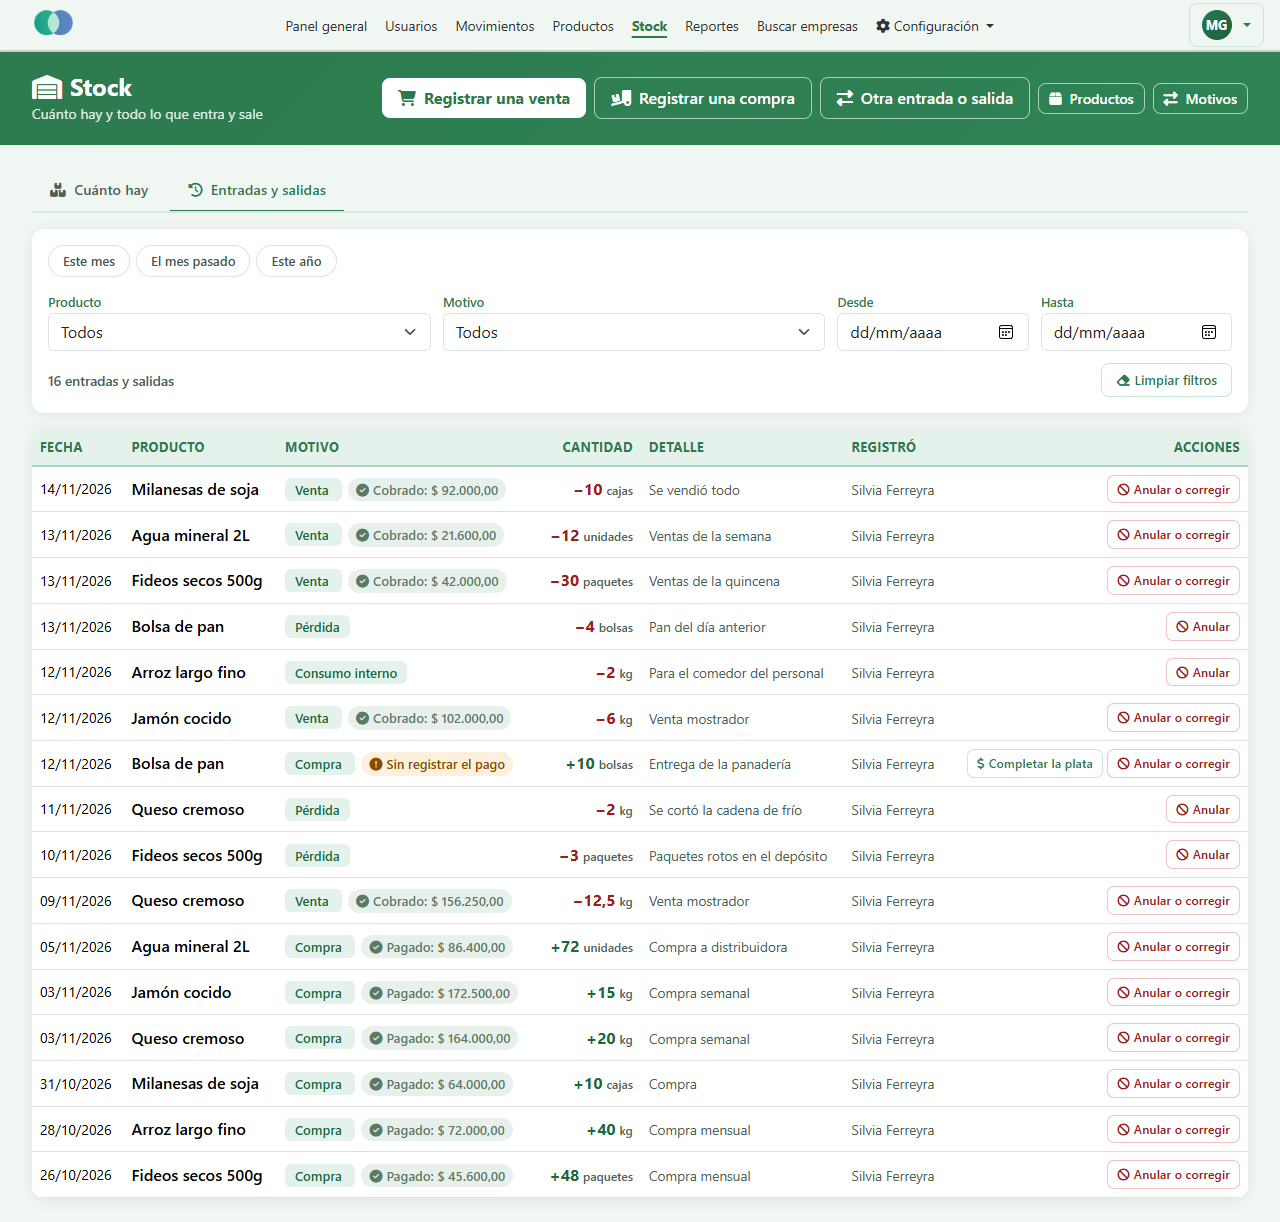 Panel general Usuarios Movimientos Productos Stock Reportes Buscar empresas Configuración MG
Stock
Cuánto hay y todo lo que entra y sale
Registrar una venta Registrar una compra Otra entrada o salida Productos Motivos
Cuánto hay Entradas y salidas
Este mes El mes pasado Este año
Producto Motivo Desde Hasta
Todos Todos dd/mm/aaaa dd/mm/aaaa
16 entradas y salidas Limpiar filtros
FECHA PRODUCTO MOTIVO CANTIDAD DETALLE REGISTRÓ ACCIONES
14/11/2026 Milanesas de soja Venta Cobrado: $ 92.000,00 −10 cajas Se vendió todo Silvia Ferreyra Anular o corregir
13/11/2026 Agua mineral 2L Venta Cobrado: $ 21.600,00 −12 unidades Ventas de la semana Silvia Ferreyra Anular o corregir
13/11/2026 Fideos secos 500g Venta Cobrado: $ 42.000,00 −30 paquetes Ventas de la quincena Silvia Ferreyra Anular o corregir
13/11/2026 Bolsa de pan Pérdida −4 bolsas Pan del día anterior Silvia Ferreyra Anular
12/11/2026 Arroz largo fino Consumo interno −2 kg Para el comedor del personal Silvia Ferreyra Anular
12/11/2026 Jamón cocido Venta Cobrado: $ 102.000,00 −6 kg Venta mostrador Silvia Ferreyra Anular o corregir
12/11/2026 Bolsa de pan Compra Sin registrar el pago +10 bolsas Entrega de la panadería Silvia Ferreyra $ Completar la plata Anular o corregir
11/11/2026 Queso cremoso Pérdida −2 kg Se cortó la cadena de frío Silvia Ferreyra Anular
10/11/2026 Fideos secos 500g Pérdida −3 paquetes Paquetes rotos en el depósito Silvia Ferreyra Anular
09/11/2026 Queso cremoso Venta Cobrado: $ 156.250,00 −12,5 kg Venta mostrador Silvia Ferreyra Anular o corregir
05/11/2026 Agua mineral 2L Compra Pagado: $ 86.400,00 +72 unidades Compra a distribuidora Silvia Ferreyra Anular o corregir
03/11/2026 Jamón cocido Compra Pagado: $ 172.500,00 +15 kg Compra semanal Silvia Ferreyra Anular o corregir
03/11/2026 Queso cremoso Compra Pagado: $ 164.000,00 +20 kg Compra semanal Silvia Ferreyra Anular o corregir
31/10/2026 Milanesas de soja Compra Pagado: $ 64.000,00 +10 cajas Compra Silvia Ferreyra Anular o corregir
28/10/2026 Arroz largo fino Compra Pagado: $ 72.000,00 +40 kg Compra mensual Silvia Ferreyra Anular o corregir
26/10/2026 Fideos secos 500g Compra Pagado: $ 45.600,00 +48 paquetes Compra mensual Silvia Ferreyra Anular o corregir